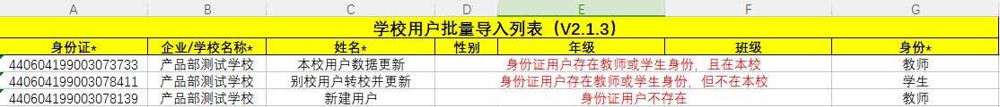 A B C D E F G
学校用户批量导入列表（V2.1.3）
身份证* 企业/学校名称* 姓名* 性别 年级 班级 身份*
440604199003073733 产品部测试学校 本校用户数据更新 身份证用户存在教师或学生身份，且在本校 教师
440604199003078411 产品部测试学校 别校用户转校并更新 身份证用户存在教师或学生身份，但不在本校 学生
440604199003078139 产品部测试学校 新建用户 身份证用户不存在 教师